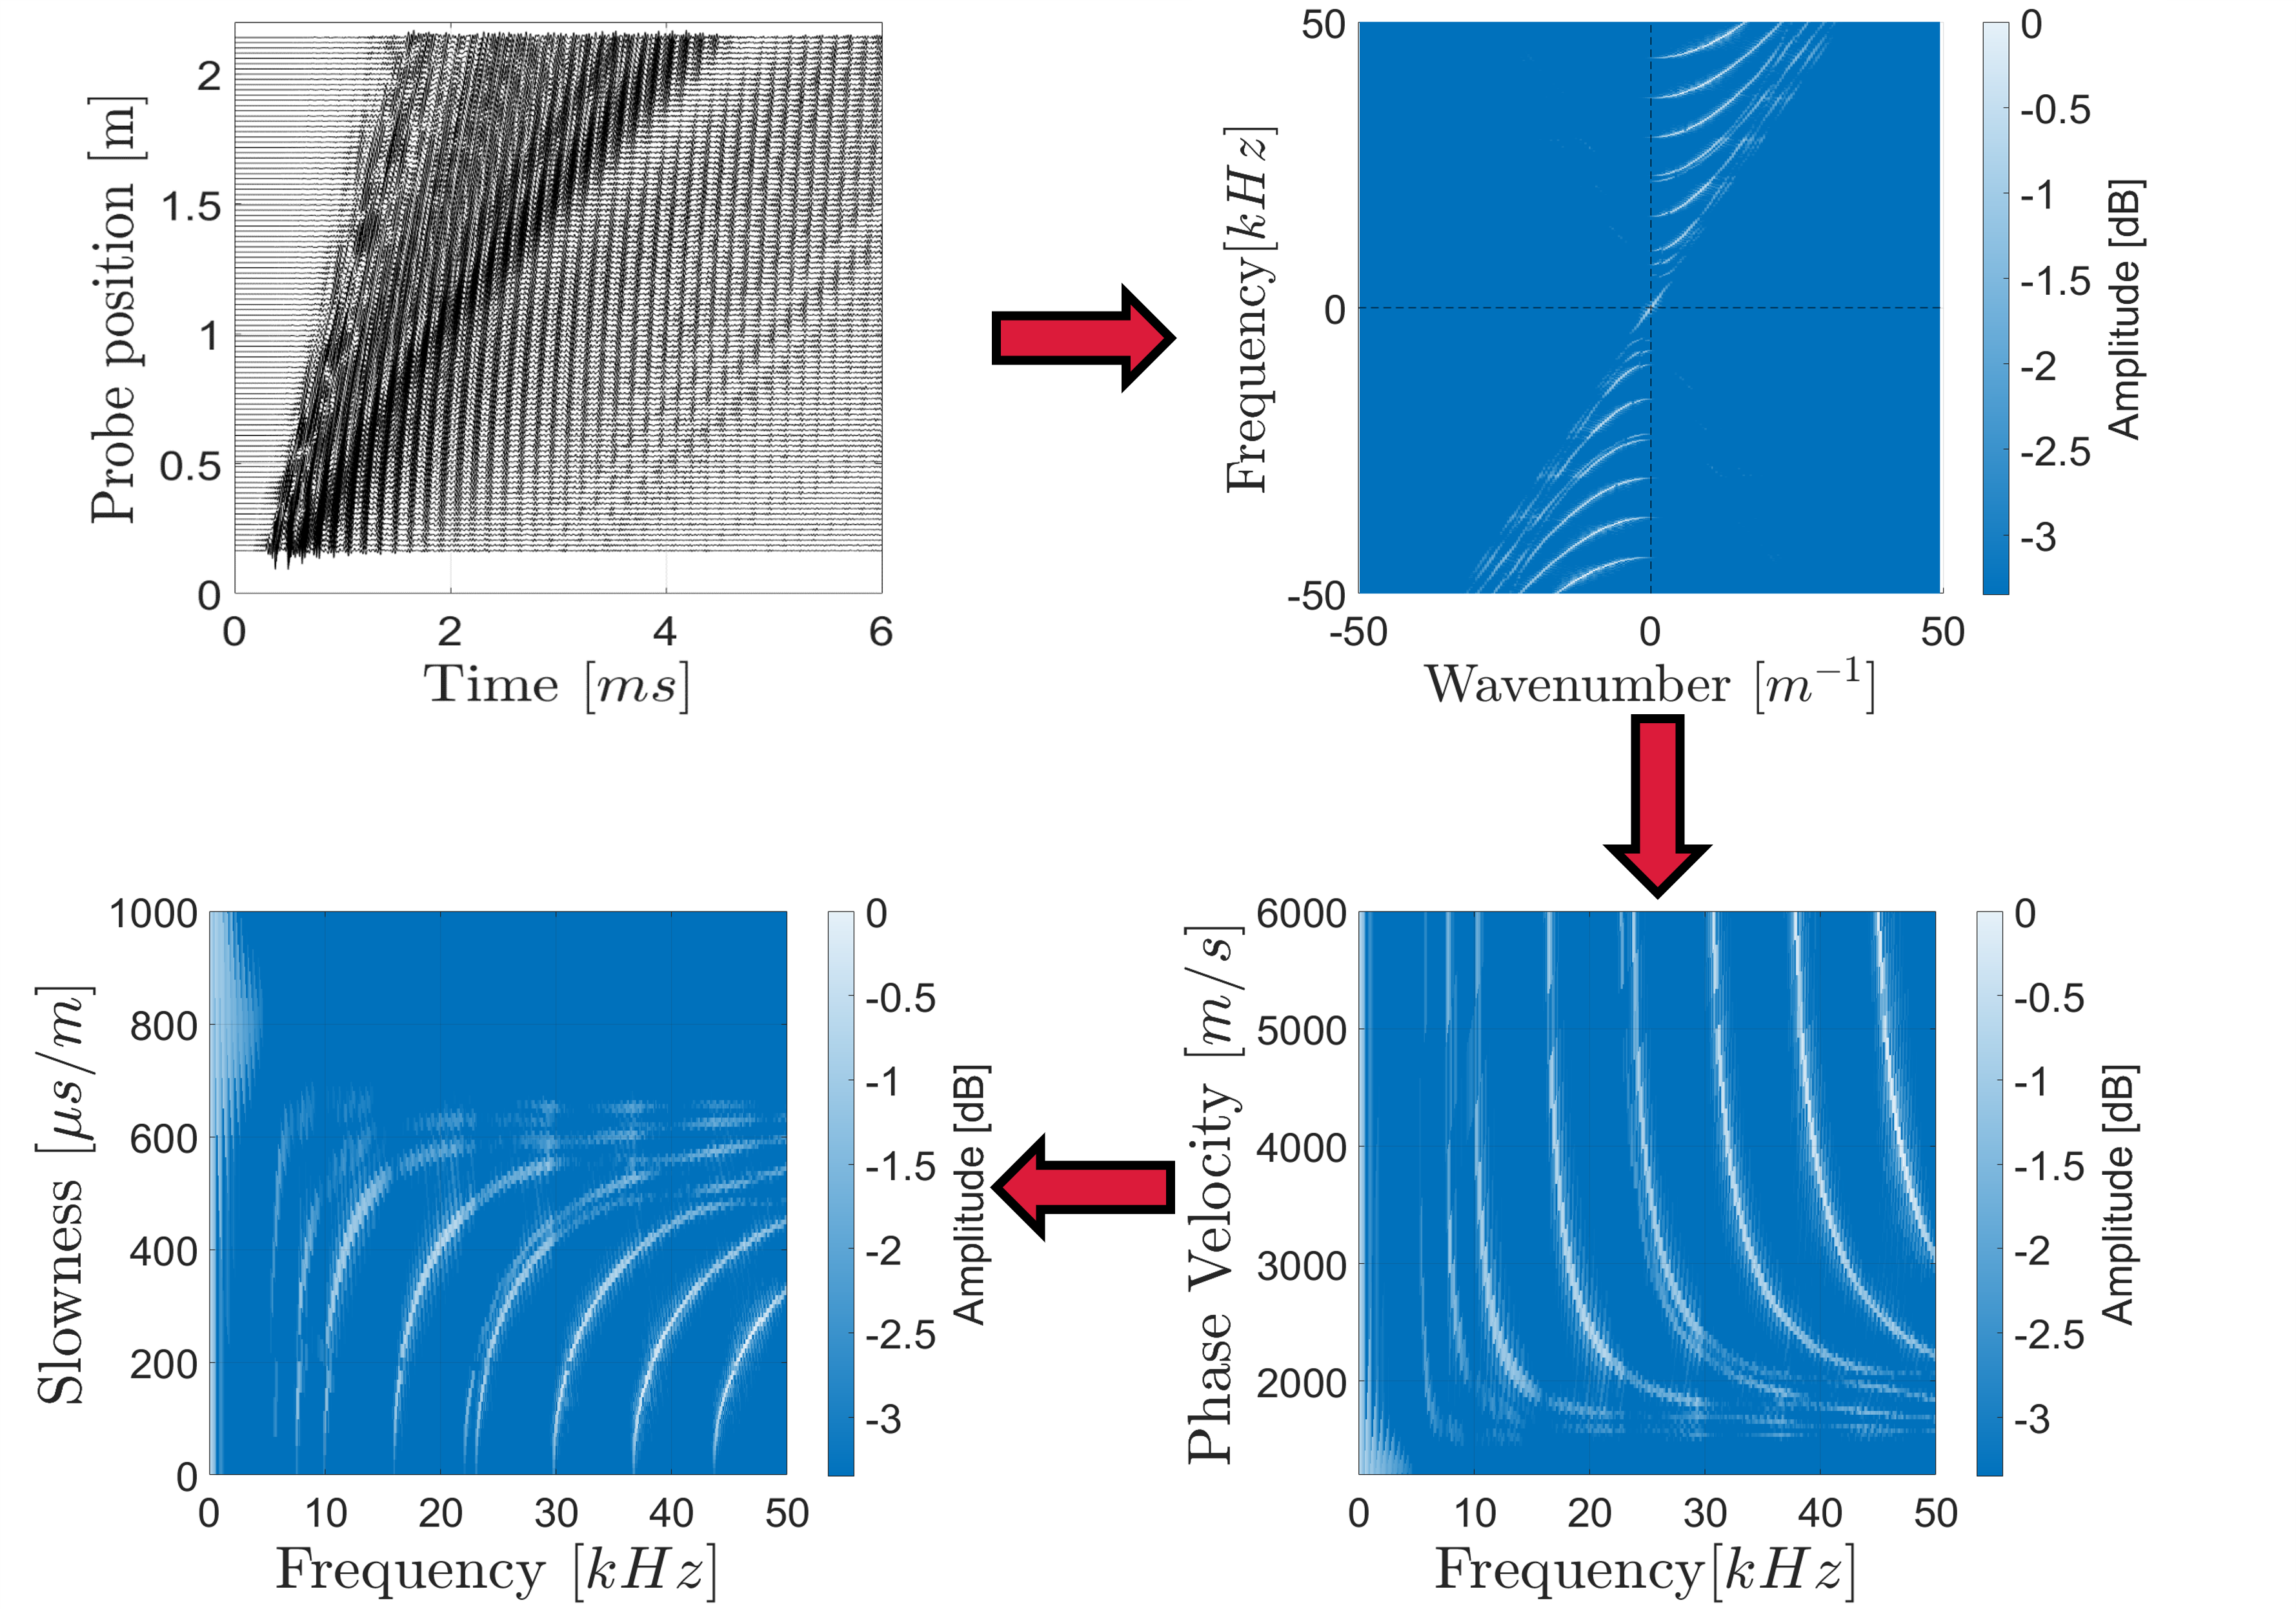 2
1.5
1
0.5
0
Probe position [m]
0 2 4 6
Time [ms]
50
0
-50
Frequency[kHz]
-50 0 50
Wavenumber [m⁻¹]
0
-0.5
-1
-1.5
-2
-2.5
-3
Amplitude [dB]
1000
800
600
400
200
0
Slowness [μs/m]
0 10 20 30 40 50
Frequency [kHz]
0
-0.5
-1
-1.5
-2
-2.5
-3
Amplitude [dB]
6000
5000
4000
3000
2000
Phase Velocity [m/s]
0 10 20 30 40 50
Frequency[kHz]
0
-0.5
-1
-1.5
-2
-2.5
-3
Amplitude [dB]